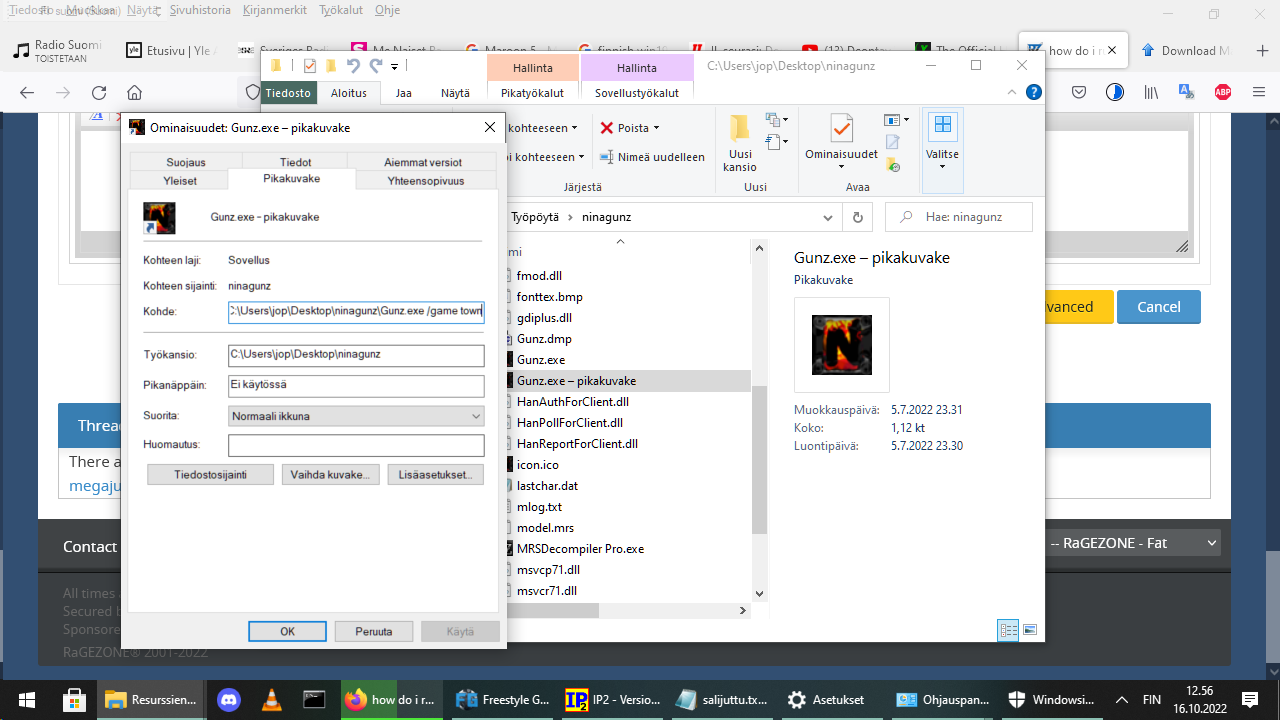 Tiedosto Muokkaa Näytä Sivuhistoria Kirjanmerkit Työkalut Ohje
Radio Suomi
TOISTETAAN
Etusivu | Yle A
IL-seurasi: De
The Official U
how do i r
Download M
Tiedosto Aloitus Jaa Näytä
Hallinta
Pikatyökalut
Hallinta
Sovellustyökalut
C:\Users\jop\Desktop\ninagunz
kohteeseen
Poista
Nimeä uudelleen
Järjestä
Uusi
kansio
Uusi
Ominaisuudet
Avaa
Valitse
Työpöytä > ninagunz
Hae: ninagunz
Ominaisuudet: Gunz.exe – pikakuvake
Suojaus Tiedot Aiemmat versiot
Yleiset Pikakuvake Yhteensopivuus
Gunz.exe – pikakuvake
Kohteen laji: Sovellus
Kohteen sijainti: ninagunz
Kohde: C:\Users\jop\Desktop\ninagunz\Gunz.exe /game town
Työkansio: C:\Users\jop\Desktop\ninagunz
Pikanäppäin: Ei käytössä
Suorita: Normaali ikkuna
Huomautus:
Tiedostosijainti Vaihda kuvake... Lisäasetukset...
OK Peruuta Käytä
fmod.dll
fonttex.bmp
gdiplus.dll
Gunz.dmp
Gunz.exe
Gunz.exe – pikakuvake
HanAuthForClient.dll
HanPollForClient.dll
HanReportForClient.dll
icon.ico
lastchar.dat
mlog.txt
model.mrs
MRSDecompiler Pro.exe
msvcp71.dll
msvcr71.dll
Gunz.exe – pikakuvake
Pikakuvake
Muokkauspäivä: 5.7.2022 23.31
Koko: 1,12 kt
Luontipäivä: 5.7.2022 23.30
dvanced Cancel
Thread
There a
megaju
Contact
-- RaGEZONE - Fat
All times a
Secured b
Sponsore
RaGEZONE® 2001-2022
Resurssien...
how do i r...
Freestyle G...
IP2 - Versio...
salijuttu.tx...
Asetukset
Ohjauspan...
Windowsi...
FIN
12.56
16.10.2022